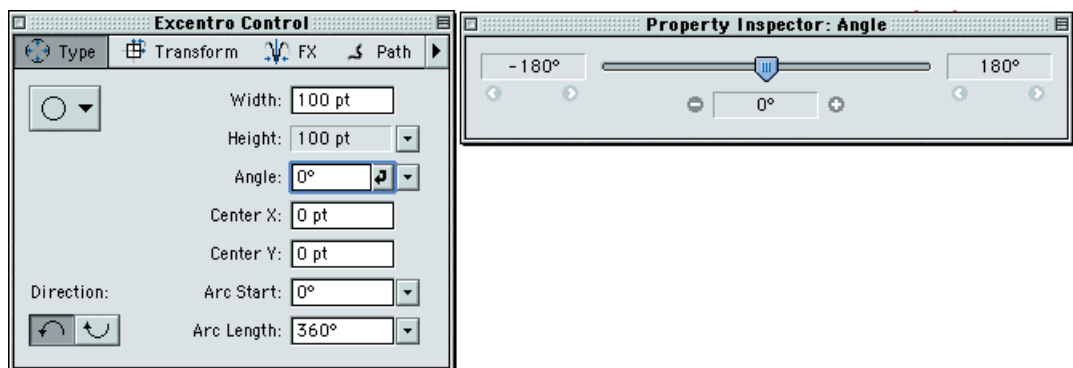 Excentro Control
Type Transform FX Path
Width: 100 pt
Height: 100 pt
Angle: 0°
Center X: 0 pt
Center Y: 0 pt
Direction:
Arc Start: 0°
Arc Length: 360°
Property Inspector: Angle
-180° 180°
0°